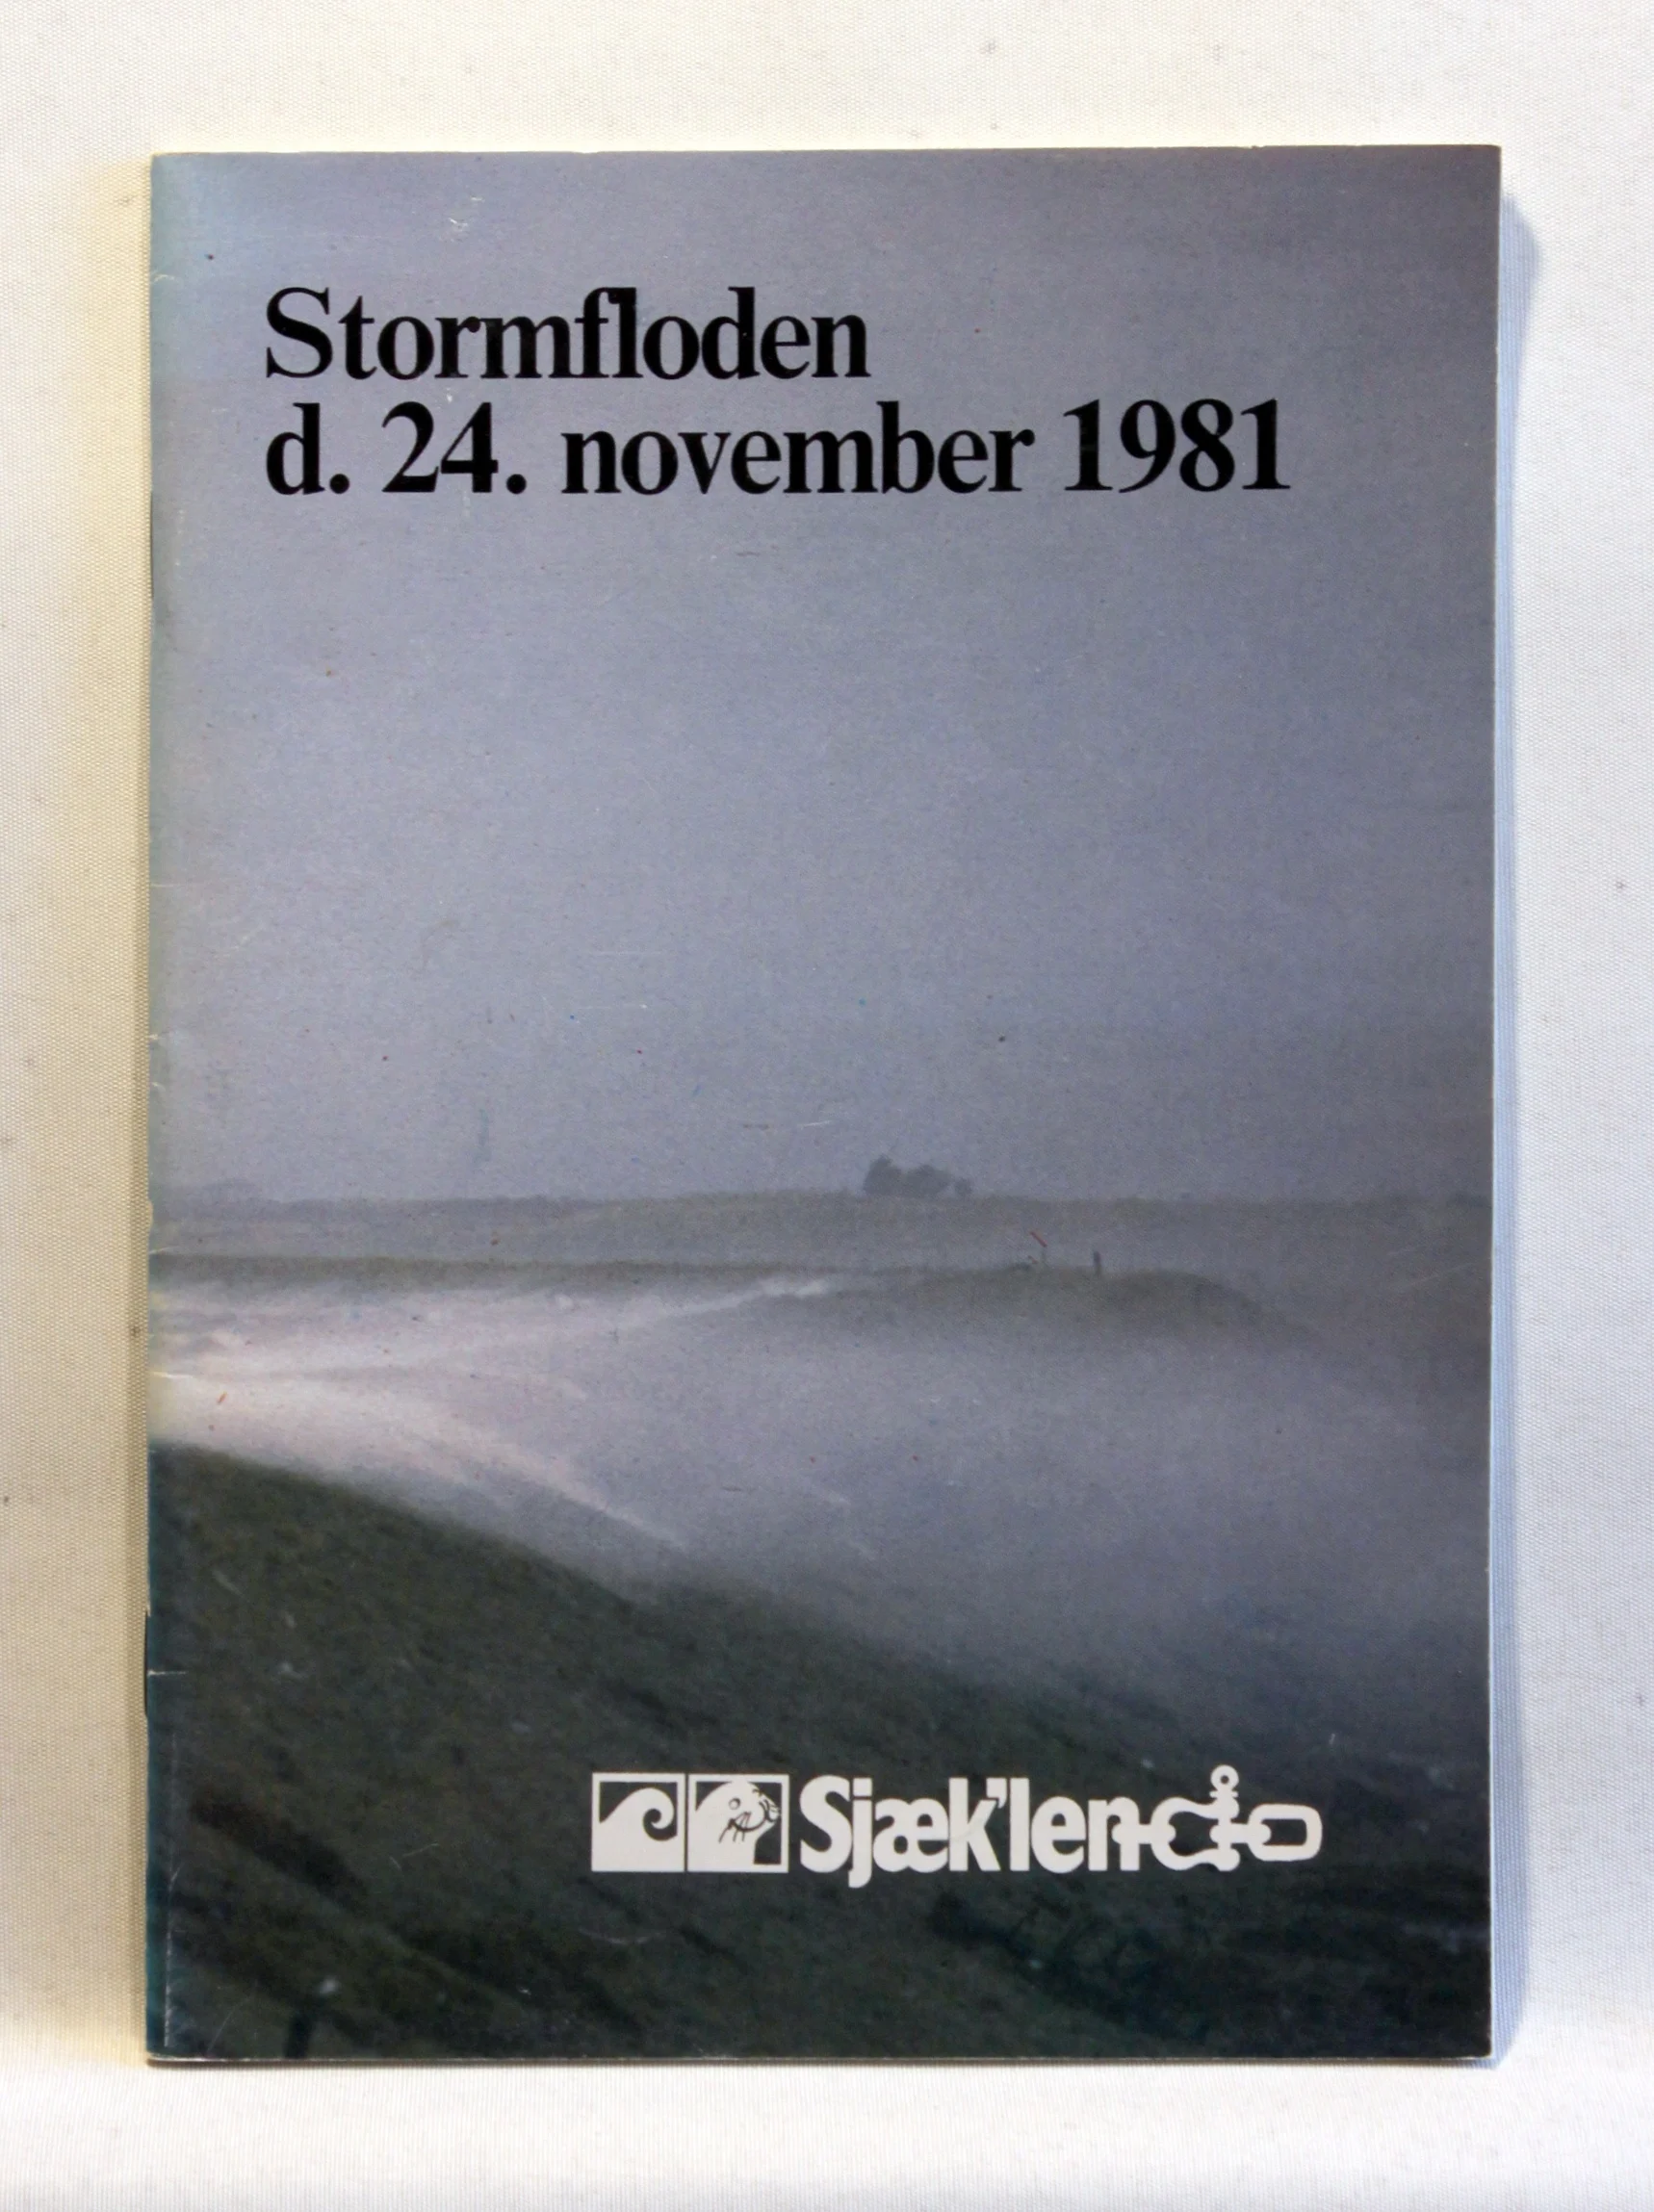 Stormfloden
d. 24. november 1981
Sjæk'len